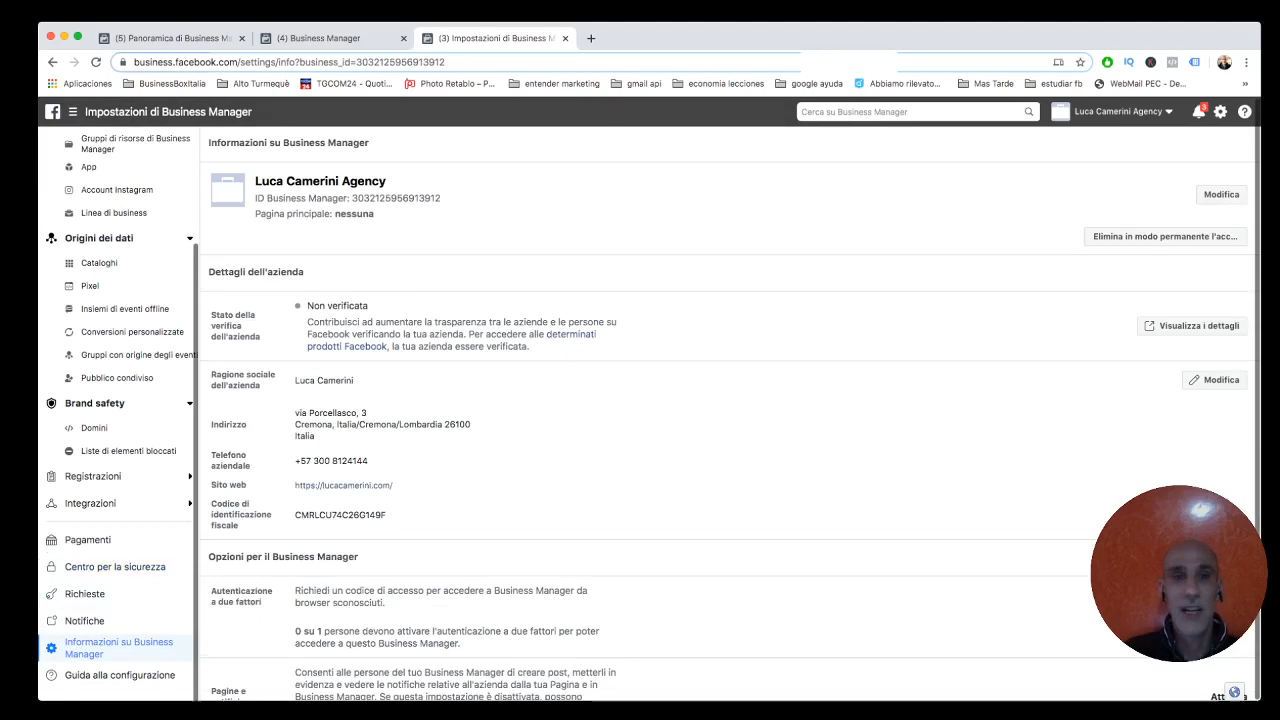 (5) Panoramica di Business Ma
(4) Business Manager
(3) Impostazioni di Business M
business.facebook.com/settings/info?business_id=3032125956913912
Aplicaciones
BusinessBoxItalia
Alto Turmequè
TGCOM24 - Quoti...
Photo Retablo – P...
entender marketing
gmail api
economia lecciones
google ayuda
Abbiamo rilevato...
Mas Tarde
estudiar fb
WebMail PEC - De...
»
Impostazioni di Business Manager
Cerca su Business Manager
Luca Camerini Agency
3
Gruppi di risorse di Business
Manager
App
Account Instagram
Linea di business
Origini dei dati
Cataloghi
Pixel
Insiemi di eventi offline
Conversioni personalizzate
Gruppi con origine degli eventi
Pubblico condiviso
Brand safety
Domini
Liste di elementi bloccati
Registrazioni
Integrazioni
Pagamenti
Centro per la sicurezza
Richieste
Notifiche
Informazioni su Business
Manager
Guida alla configurazione
Informazioni su Business Manager
Luca Camerini Agency
ID Business Manager: 3032125956913912
Pagina principale: nessuna
Modifica
Elimina in modo permanente l'acc...
Dettagli dell'azienda
Stato della
verifica
dell'azienda
Non verificata
Contribuisci ad aumentare la trasparenza tra le aziende e le persone su
Facebook verificando la tua azienda. Per accedere alle determinati
prodotti Facebook, la tua azienda essere verificata.
Visualizza i dettagli
Ragione sociale
dell'azienda
Luca Camerini
Modifica
Indirizzo
via Porcellasco, 3
Cremona, Italia/Cremona/Lombardia 26100
Italia
Telefono
aziendale
+57 300 8124144
Sito web
https://lucacamerini.com/
Codice di
identificazione
fiscale
CMRLCU74C26G149F
Opzioni per il Business Manager
Autenticazione
a due fattori
Richiedi un codice di accesso per accedere a Business Manager da
browser sconosciuti.
0 su 1 persone devono attivare l'autenticazione a due fattori per poter
accedere a questo Business Manager.
Pagine e
Consenti alle persone del tuo Business Manager di creare post, metterli in
evidenza e vedere le notifiche relative all'azienda dalla tua Pagina e in
Business Manager. Se questa impostazione è disattivata, possono